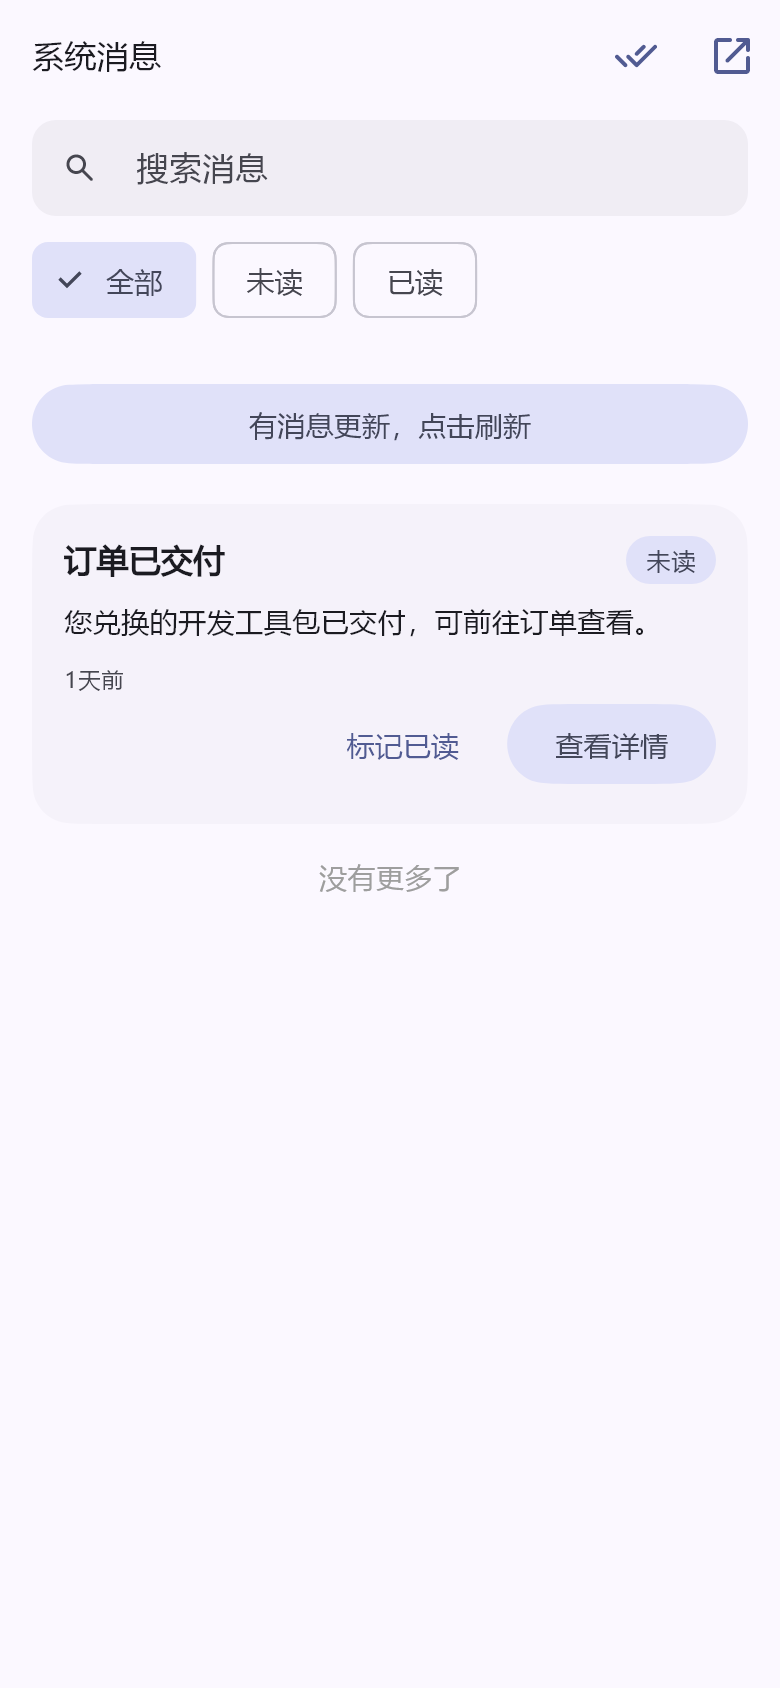 系统消息
搜索消息
全部
未读
已读
有消息更新，点击刷新
订单已交付
未读
您兑换的开发工具包已交付，可前往订单查看。
1天前
标记已读
查看详情
没有更多了